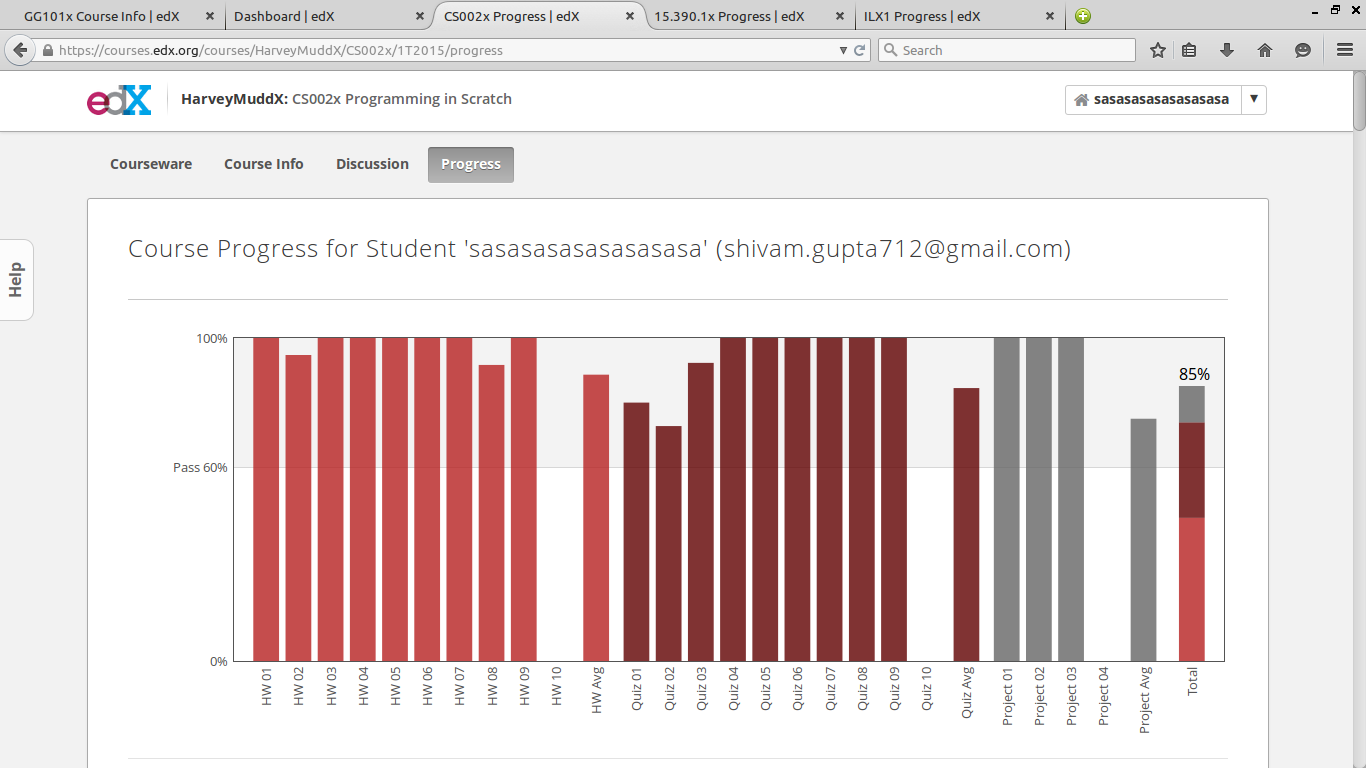 GG101x Course Info | edX
Dashboard | edX
CS002x Progress | edX
15.390.1x Progress | edX
ILX1 Progress | edX
https://courses.edx.org/courses/HarveyMuddX/CS002x/1T2015/progress
Search
edX
HarveyMuddX: CS002x Programming in Scratch
sasasasasasasasasa
Courseware
Course Info
Discussion
Progress
Help
Course Progress for Student 'sasasasasasasasasa' (shivam.gupta712@gmail.com)
100%
85%
Pass 60%
0%
HW 01
HW 02
HW 03
HW 04
HW 05
HW 06
HW 07
HW 08
HW 09
HW 10
HW Avg
Quiz 01
Quiz 02
Quiz 03
Quiz 04
Quiz 05
Quiz 06
Quiz 07
Quiz 08
Quiz 09
Quiz 10
Quiz Avg
Project 01
Project 02
Project 03
Project 04
Project Avg
Total